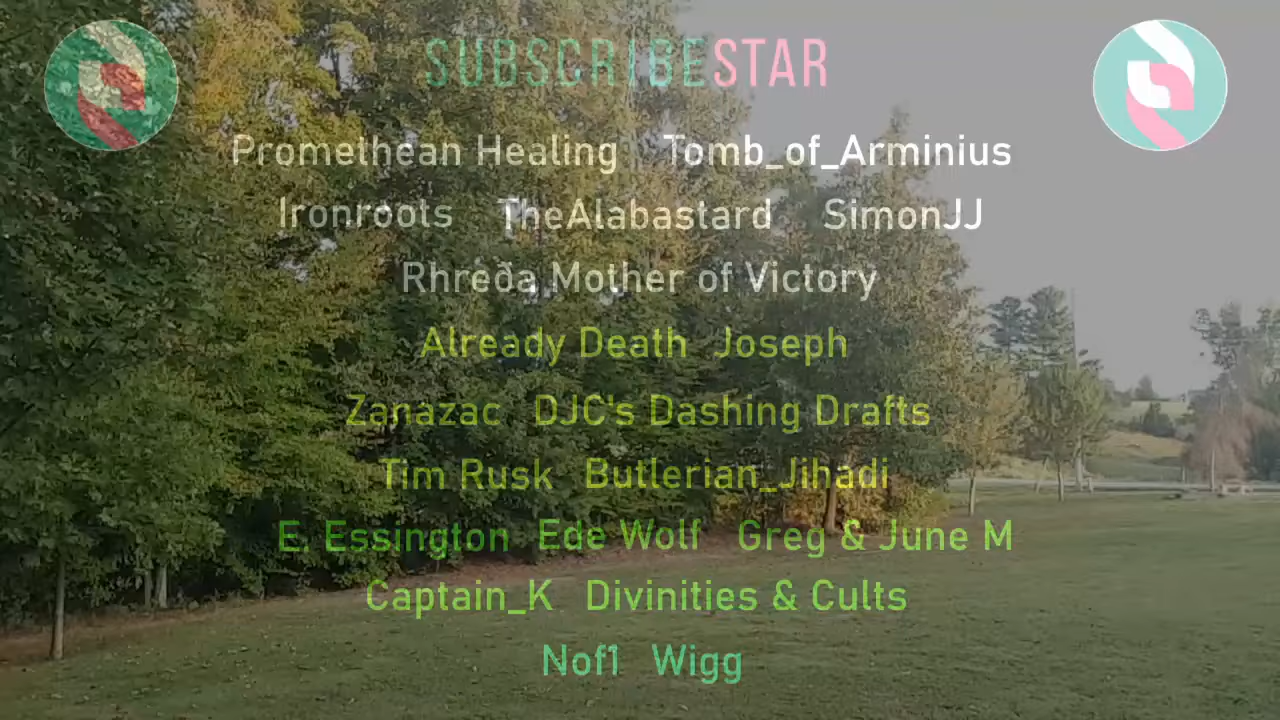 SUBSCRIBESTAR
Promethean Healing Tomb_of_Arminius
Ironroots TheAlabastard SimonJJ
Rhreða Mother of Victory
Already Death Joseph
Zanazac DJC's Dashing Drafts
Tim Rusk Butlerian_Jihadi
E. Essington Ede Wolf Greg & June M
Captain_K Divinities & Cults
Nof1 Wigg